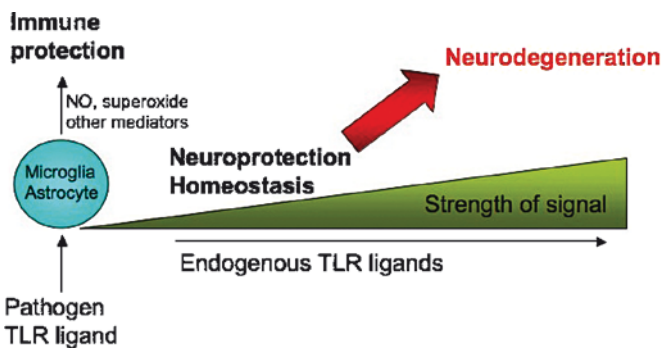 Immune
protection
NO, superoxide
other mediators
Microglia
Astrocyte
Pathogen
TLR ligand
Neuroprotection
Homeostasis
Neurodegeneration
Strength of signal
Endogenous TLR ligands